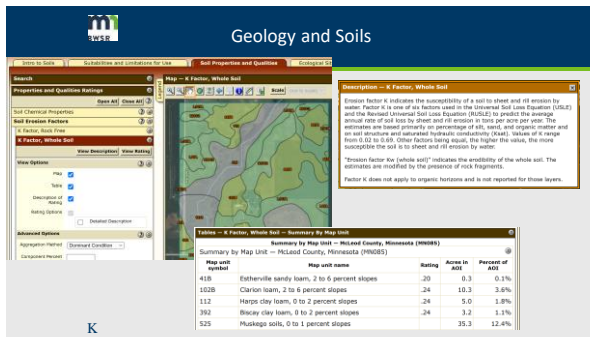 BWSR
Geology and Soils
Intro to Soils
Suitabilities and Limitations for Use
Soil Properties and Qualities
Ecological Sit
Search
Properties and Qualities Ratings
Open All
Close All
Soil Chemical Properties
Soil Erosion Factors
K Factor, Rock Free
K Factor, Whole Soil
View Description
View Rating
View Options
Map
Table
Description of
Rating
Rating Options
Detailed Description
Advanced Options
Aggregation Method
Dominant Condition
Component Percent
Map — K Factor, Whole Soil
Legend
Scale
Description — K Factor, Whole Soil
Erosion factor K indicates the susceptibility of a soil to sheet and rill erosion by
water. Factor K is one of six factors used in the Universal Soil Loss Equation (USLE)
and the Revised Universal Soil Loss Equation (RUSLE) to predict the average
annual rate of soil loss by sheet and rill erosion in tons per acre per year. The
estimates are based primarily on percentage of silt, sand, and organic matter and
on soil structure and saturated hydraulic conductivity (Ksat). Values of K range
from 0.02 to 0.69. Other factors being equal, the higher the value, the more
susceptible the soil is to sheet and rill erosion by water.
"Erosion factor Kw (whole soil)" indicates the erodibility of the whole soil. The
estimates are modified by the presence of rock fragments.
Factor K does not apply to organic horizons and is not reported for those layers.
Tables — K Factor, Whole Soil — Summary By Map Unit
Summary by Map Unit — McLeod County, Minnesota (MN085)
Summary by Map Unit — McLeod County, Minnesota (MN085)
Map unit symbol Map unit name Rating Acres in AOI Percent of AOI
41B Estherville sandy loam, 2 to 6 percent slopes .20 0.3 0.1%
102B Clarion loam, 2 to 6 percent slopes .24 10.3 3.6%
112 Harps clay loam, 0 to 2 percent slopes .24 5.0 1.8%
392 Biscay clay loam, 0 to 2 percent slopes .24 3.2 1.1%
525 Muskego soils, 0 to 1 percent slopes 35.3 12.4%
K